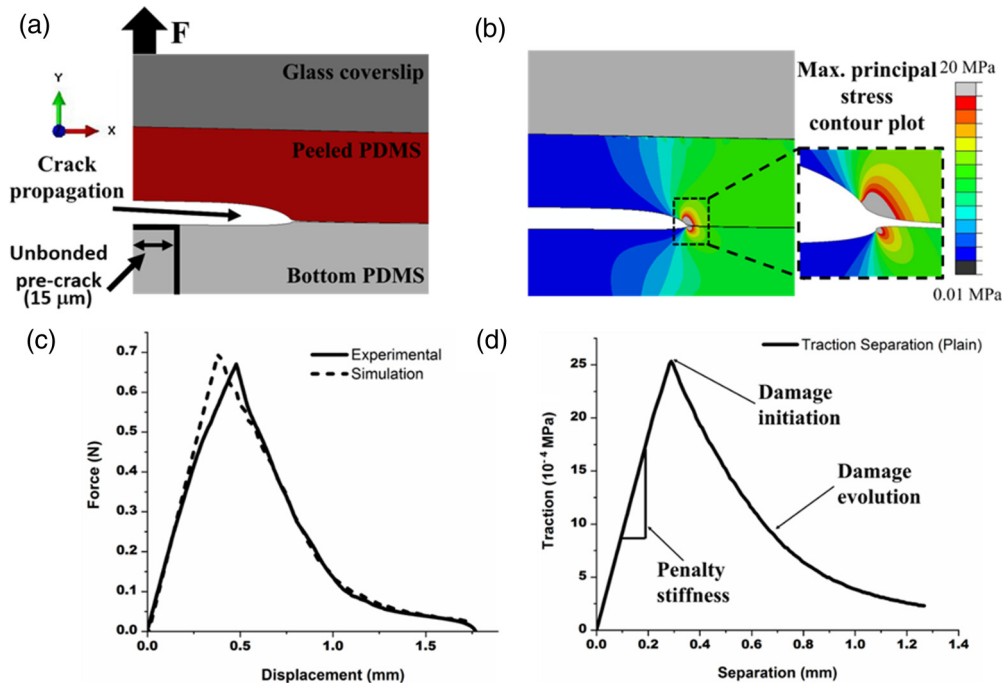 (a)
F
Glass coverslip
Y
X
Peeled PDMS
Crack
propagation
Unbonded
pre-crack
(15 μm)
Bottom PDMS
(b)
Max. principal
stress
contour plot
20 MPa
0.01 MPa
(c)
Experimental
Simulation
Force (N)
0.7
0.6
0.5
0.4
0.3
0.2
0.1
0.0
0.0 0.5 1.0 1.5
Displacement (mm)
(d)
Traction Separation (Plain)
Damage
initiation
Damage
evolution
Penalty
stiffness
Traction (10⁻⁴ MPa)
25
20
15
10
5
0
0.0 0.2 0.4 0.6 0.8 1.0 1.2 1.4
Separation (mm)